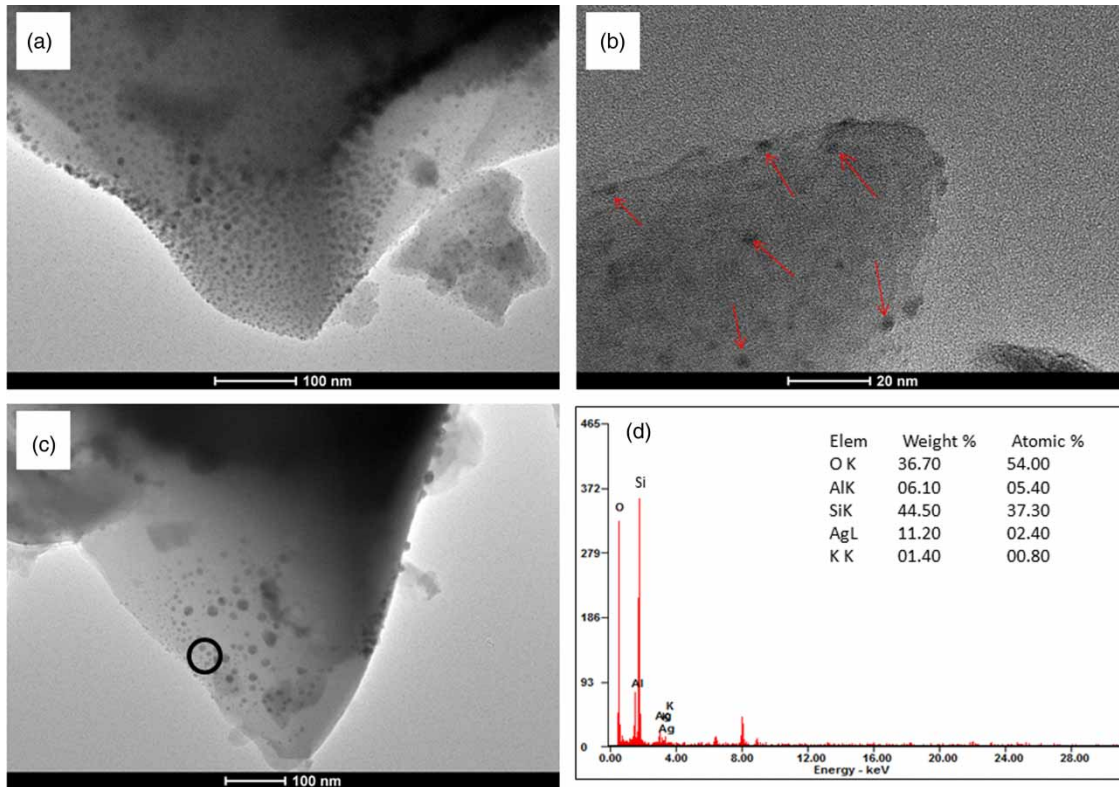 (a)
100 nm
(b)
20 nm
(c)
100 nm
(d)
Elem Weight % Atomic %
O K 36.70 54.00
AlK 06.10 05.40
SiK 44.50 37.30
AgL 11.20 02.40
K K 01.40 00.80
465
372
279
186
93
0
O
Si
Al
K
Ag
0.00 4.00 8.00 12.00 16.00 20.00 24.00 28.00
Energy - keV